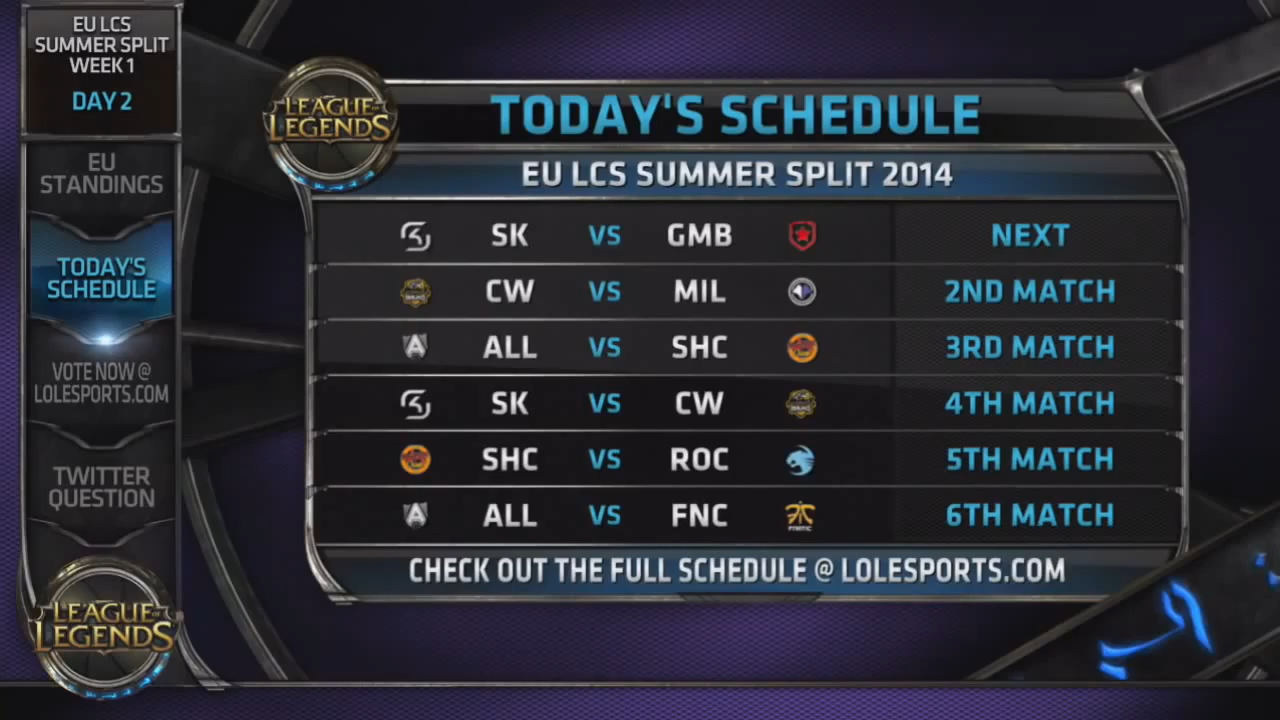 EU LCS
SUMMER SPLIT
WEEK 1
DAY 2
EU
STANDINGS
TODAY'S
SCHEDULE
VOTE NOW @
LOLESPORTS.COM
TWITTER
QUESTION
LEAGUE OF
LEGENDS
LEAGUE OF
LEGENDS
TODAY'S SCHEDULE
EU LCS SUMMER SPLIT 2014
SK VS GMB NEXT
CW VS MIL 2ND MATCH
ALL VS SHC 3RD MATCH
SK VS CW 4TH MATCH
SHC VS ROC 5TH MATCH
ALL VS FNC FNATIC 6TH MATCH
CHECK OUT THE FULL SCHEDULE @ LOLESPORTS.COM